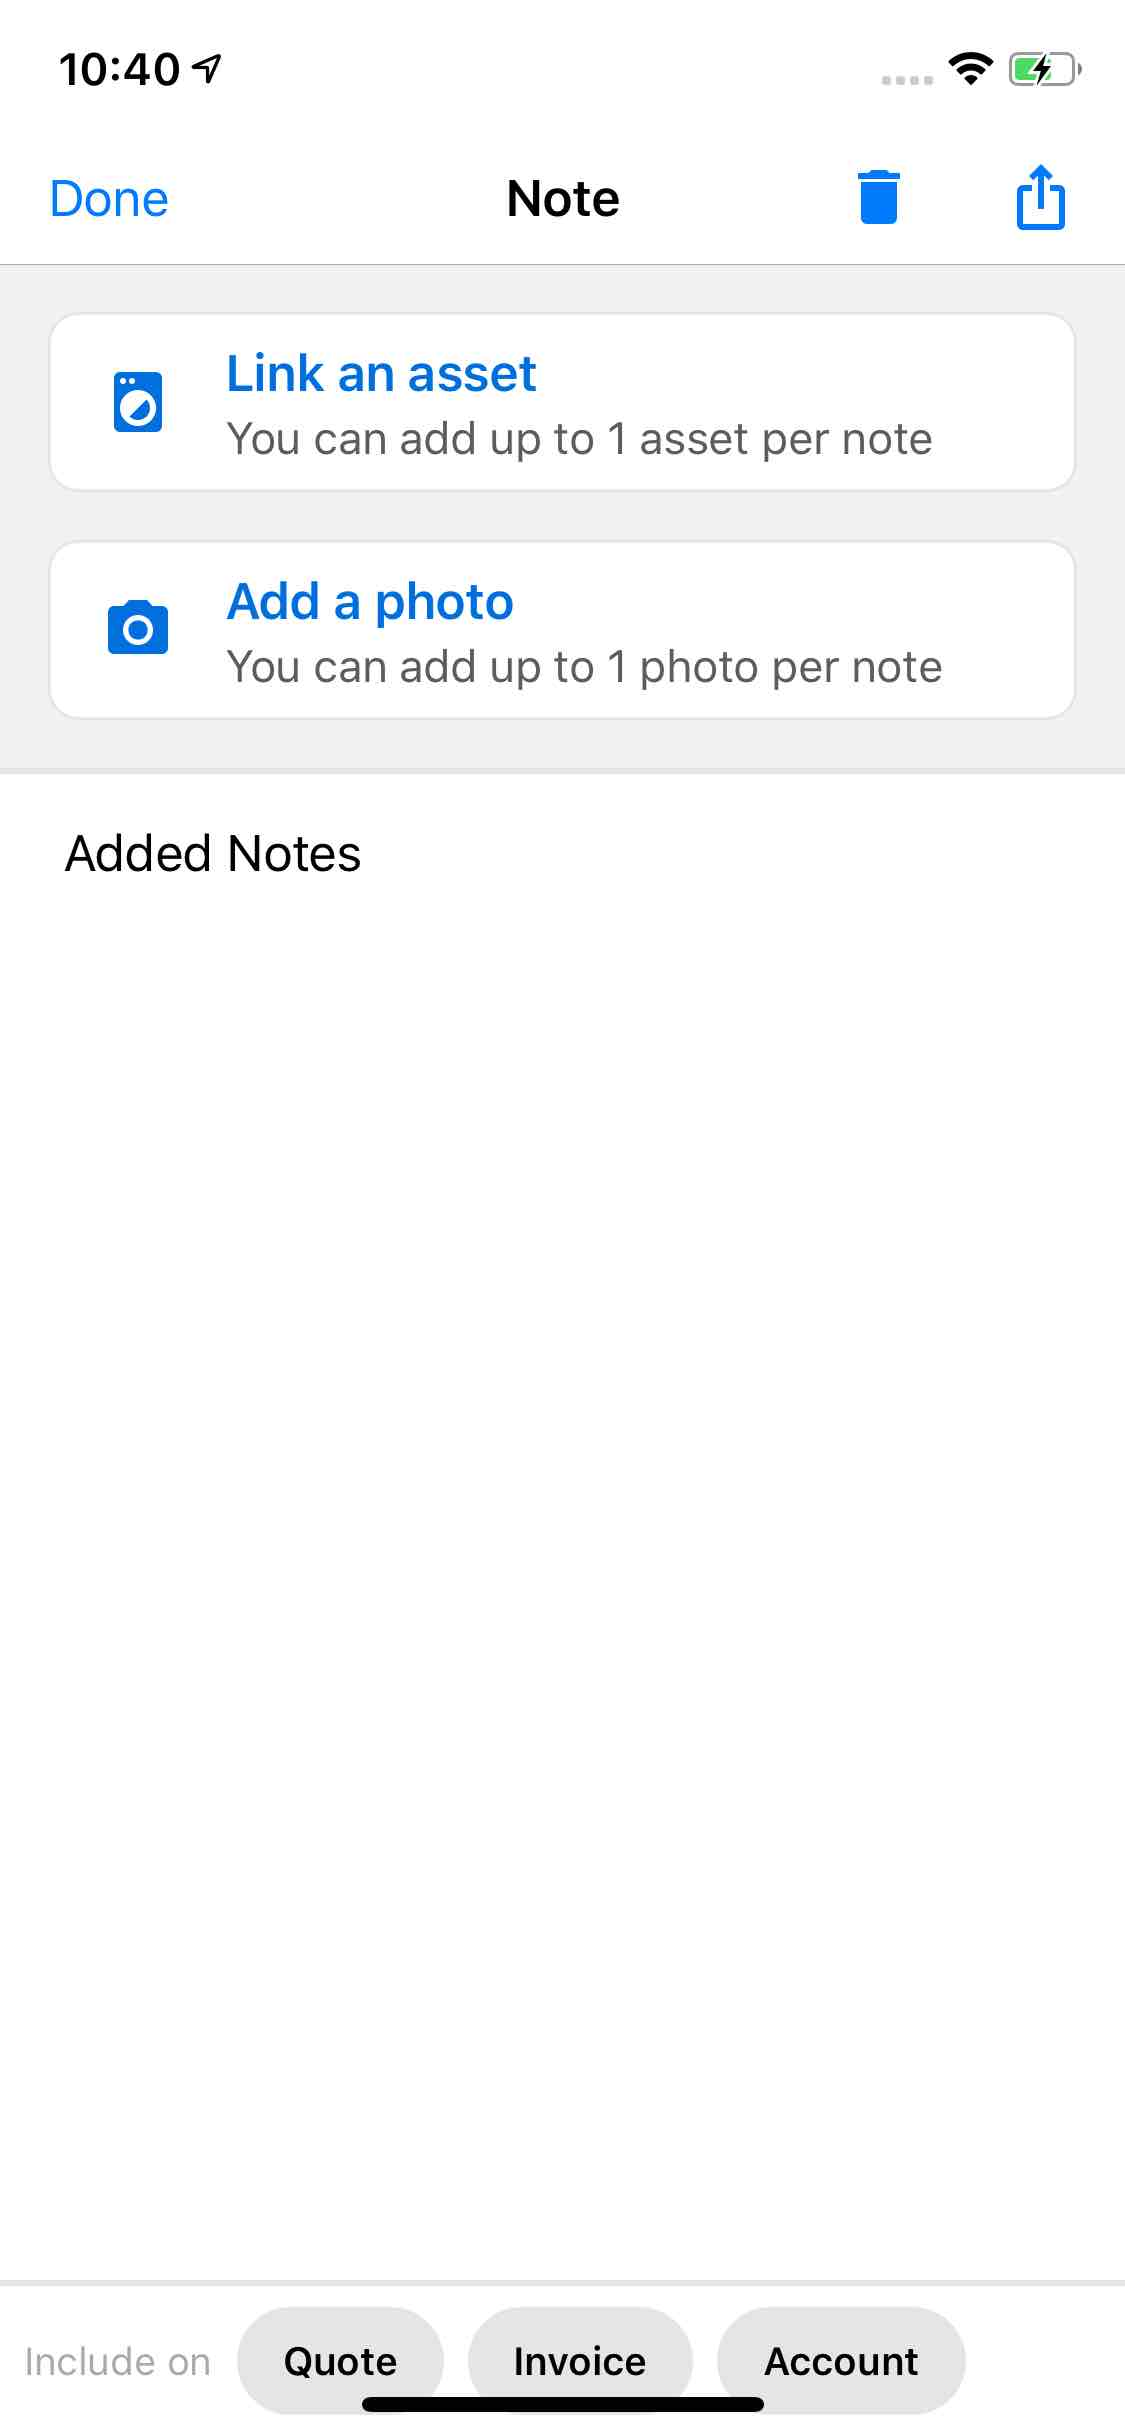 10:40
Done
Note
Link an asset
You can add up to 1 asset per note
Add a photo
You can add up to 1 photo per note
Added Notes
Include on
Quote
Invoice
Account